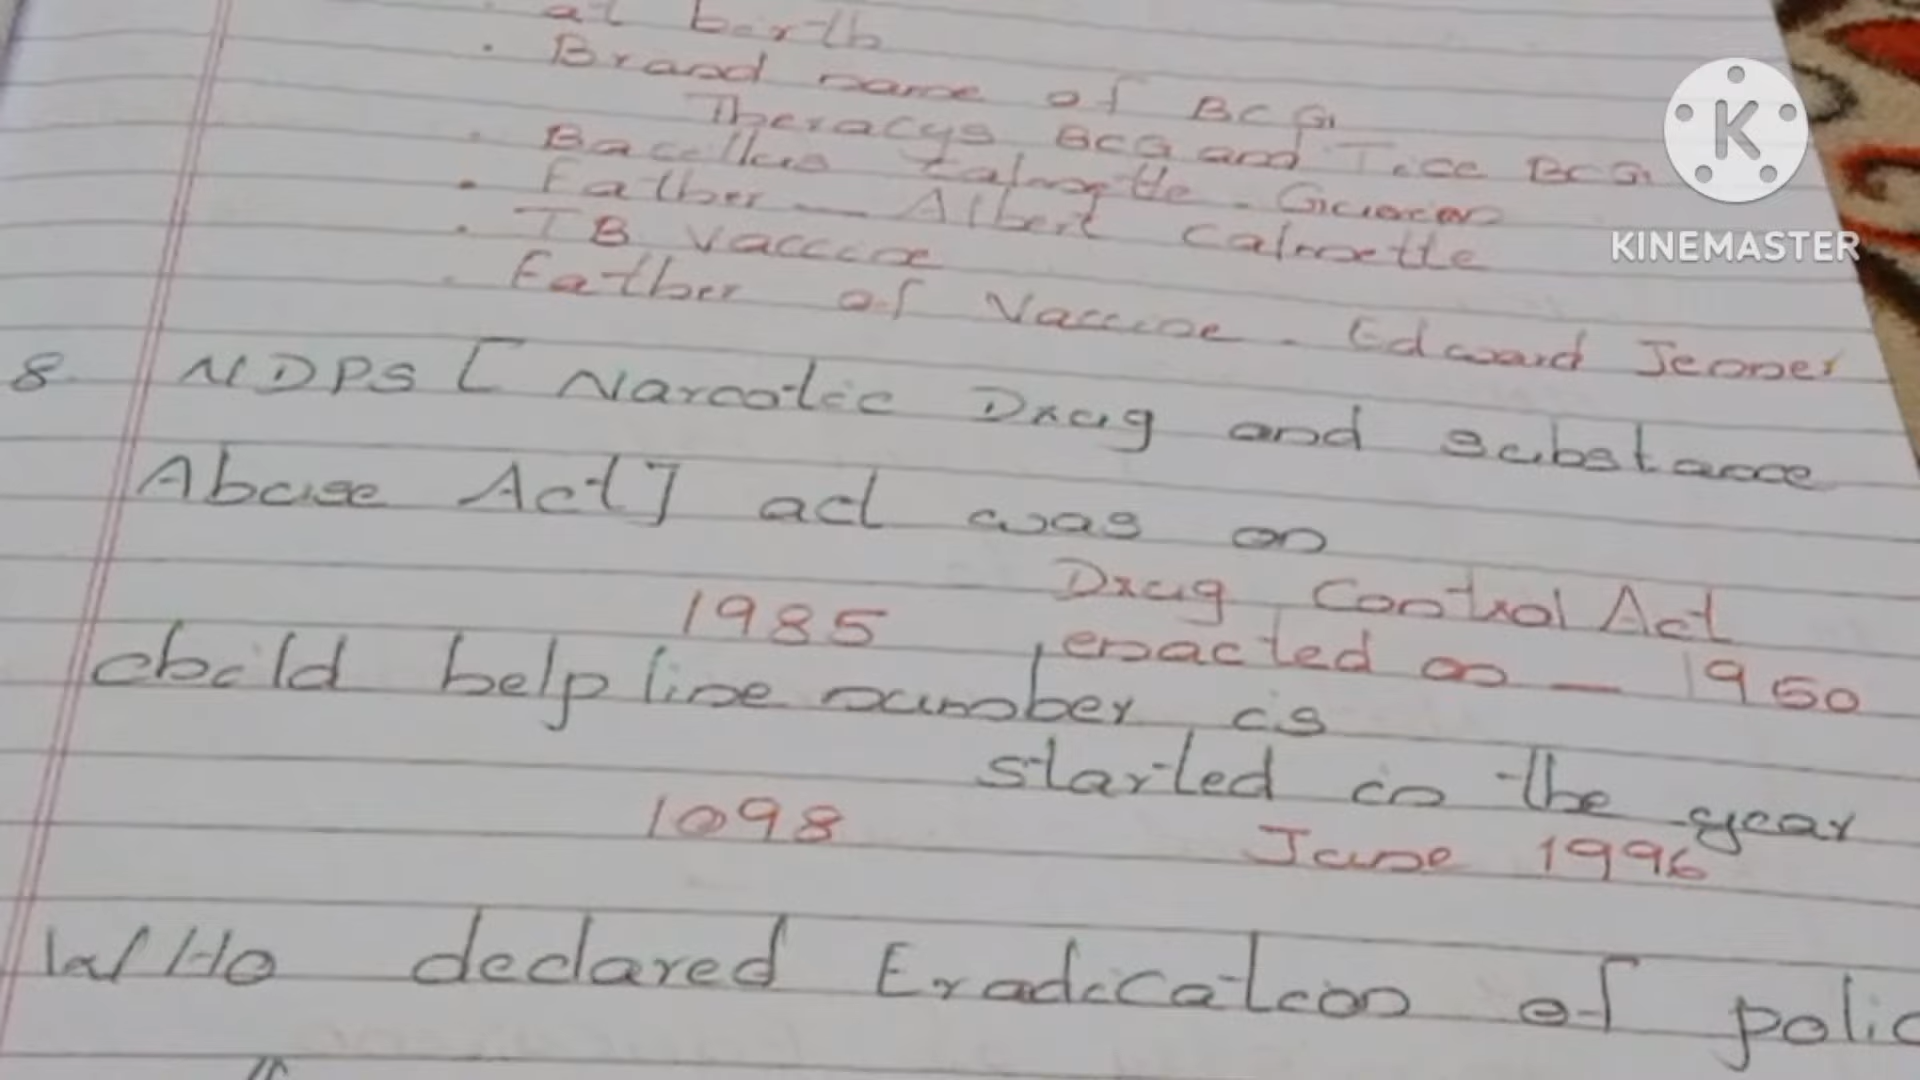 at birth
· Brand name of BCG
Theracys BCG and Tice BCG
· Bacillus Calmette - Guerin
· Father — Albert Calmette
· TB Vaccine
· Father of Vaccine - Edward Jenner
8 NDPS [ Narcotic Drug and substance
Abuse Act] act was on
1985
Drug Control Act
enacted on — 1950
child help line number is
1098
started in the year
June 1996
WHO declared Eradication of polio
KINEMASTER